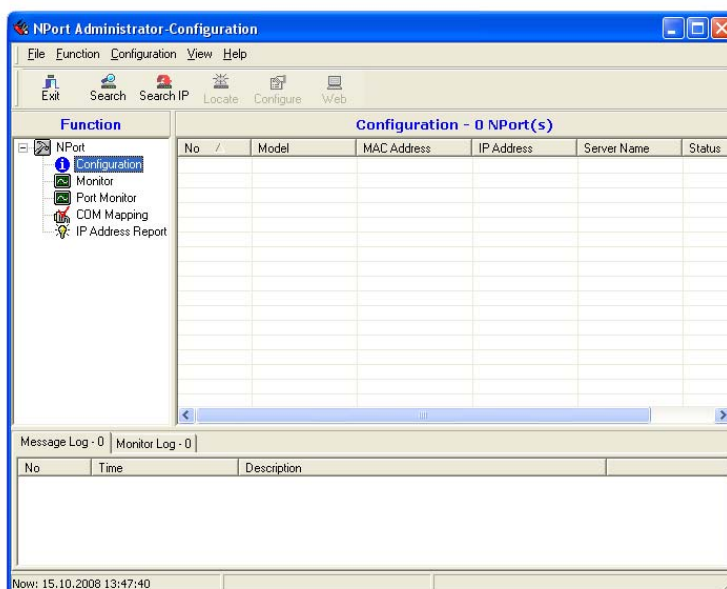 NPort Administrator-Configuration
File Function Configuration View Help
Exit Search Search IP Locate Configure Web
Function
Configuration - 0 NPort(s)
NPort
Configuration
Monitor
Port Monitor
COM Mapping
IP Address Report
No / Model MAC Address IP Address Server Name Status
Message Log - 0 Monitor Log - 0
No Time Description
Now: 15.10.2008 13:47:40